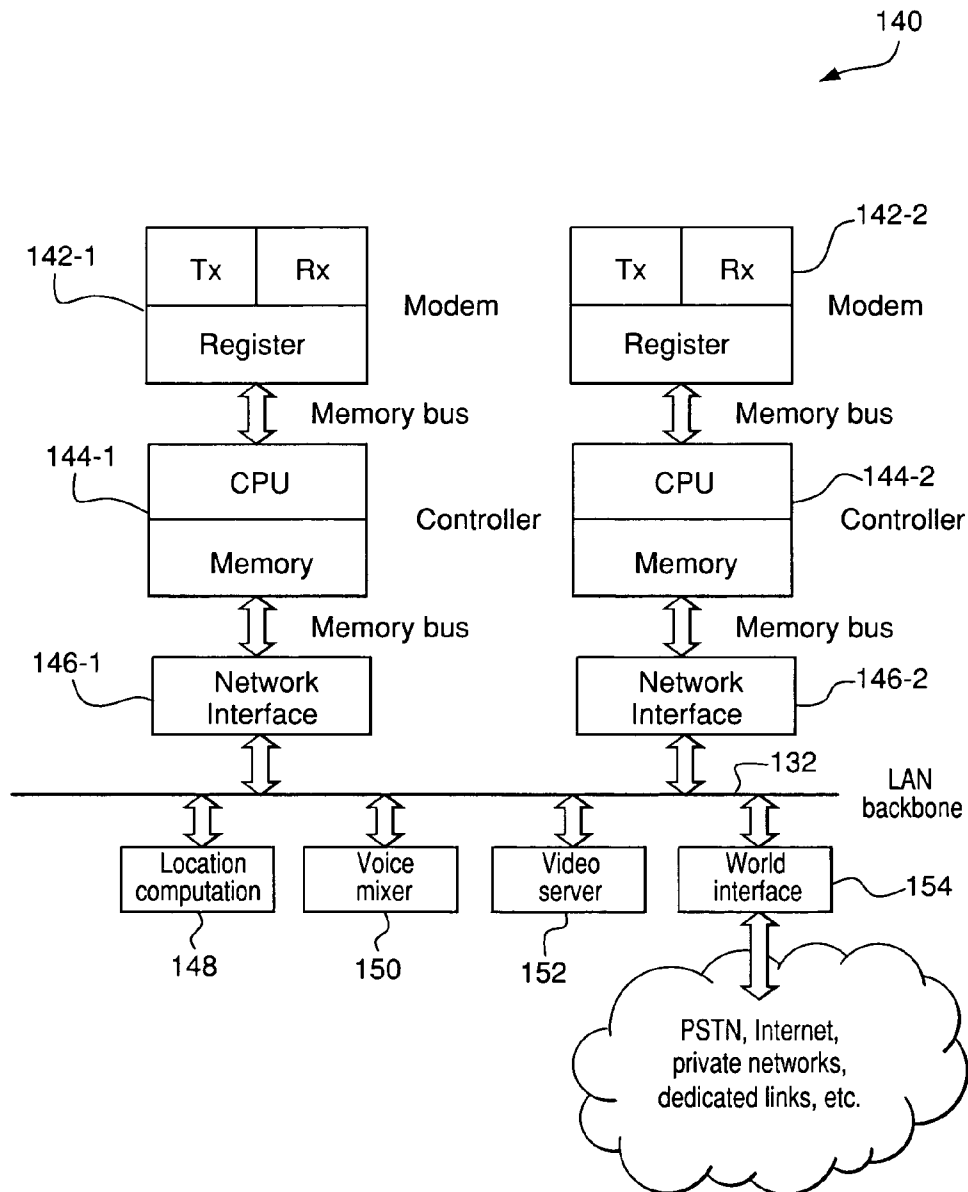 140
142-1
Tx
Rx
Register
Modem
142-2
Tx
Rx
Register
Modem
Memory bus
Memory bus
144-1
CPU
Memory
Controller
144-2
CPU
Memory
Controller
Memory bus
Memory bus
146-1
Network
Interface
Network
Interface
146-2
132
LAN
backbone
Location
computation
Voice
mixer
Video
server
World
interface
154
148
150
152
PSTN, Internet,
private networks,
dedicated links, etc.